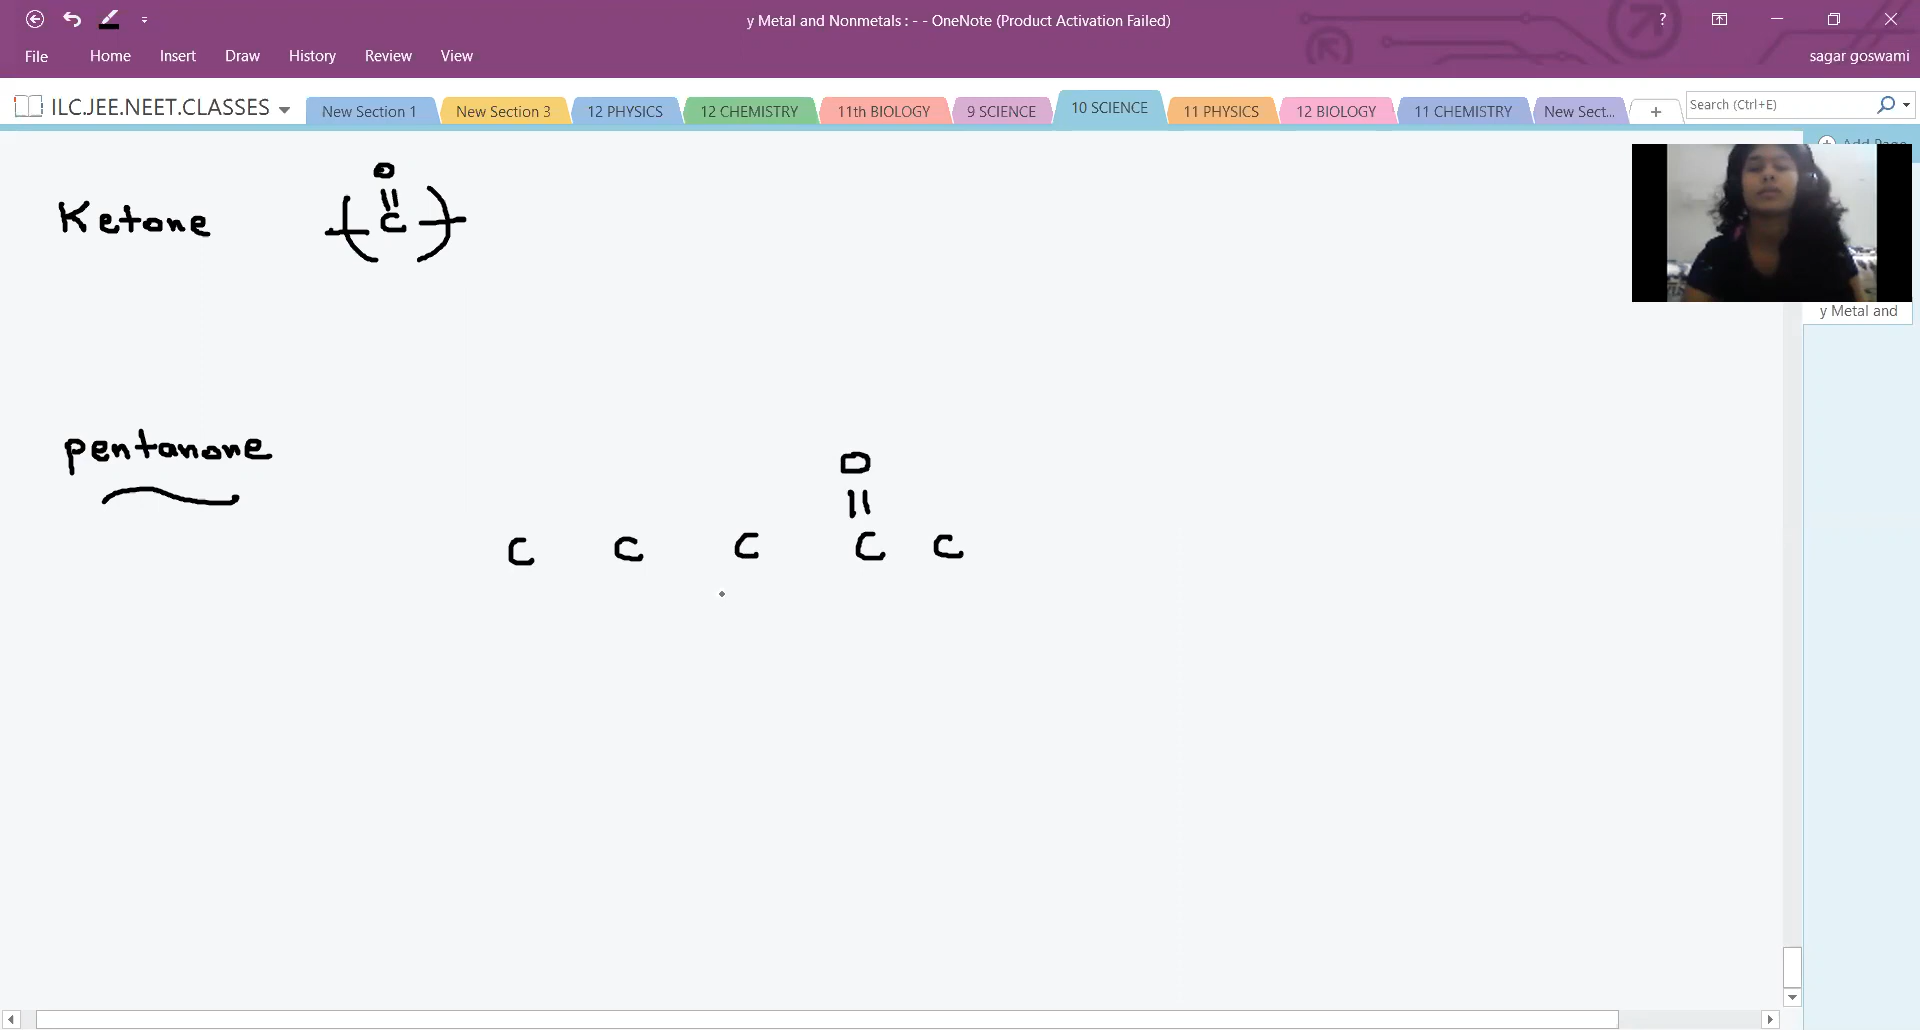 y Metal and Nonmetals : - - OneNote (Product Activation Failed)
?
File Home Insert Draw History Review View
sagar goswami
ILC.JEE.NEET.CLASSES
New Section 1 New Section 3 12 PHYSICS 12 CHEMISTRY 11th BIOLOGY 9 SCIENCE 10 SCIENCE 11 PHYSICS 12 BIOLOGY 11 CHEMISTRY New Sect... +
Search (Ctrl+E)
Add Page
y Metal and
O
Ketone (C)
pentanone
O
C C C C C